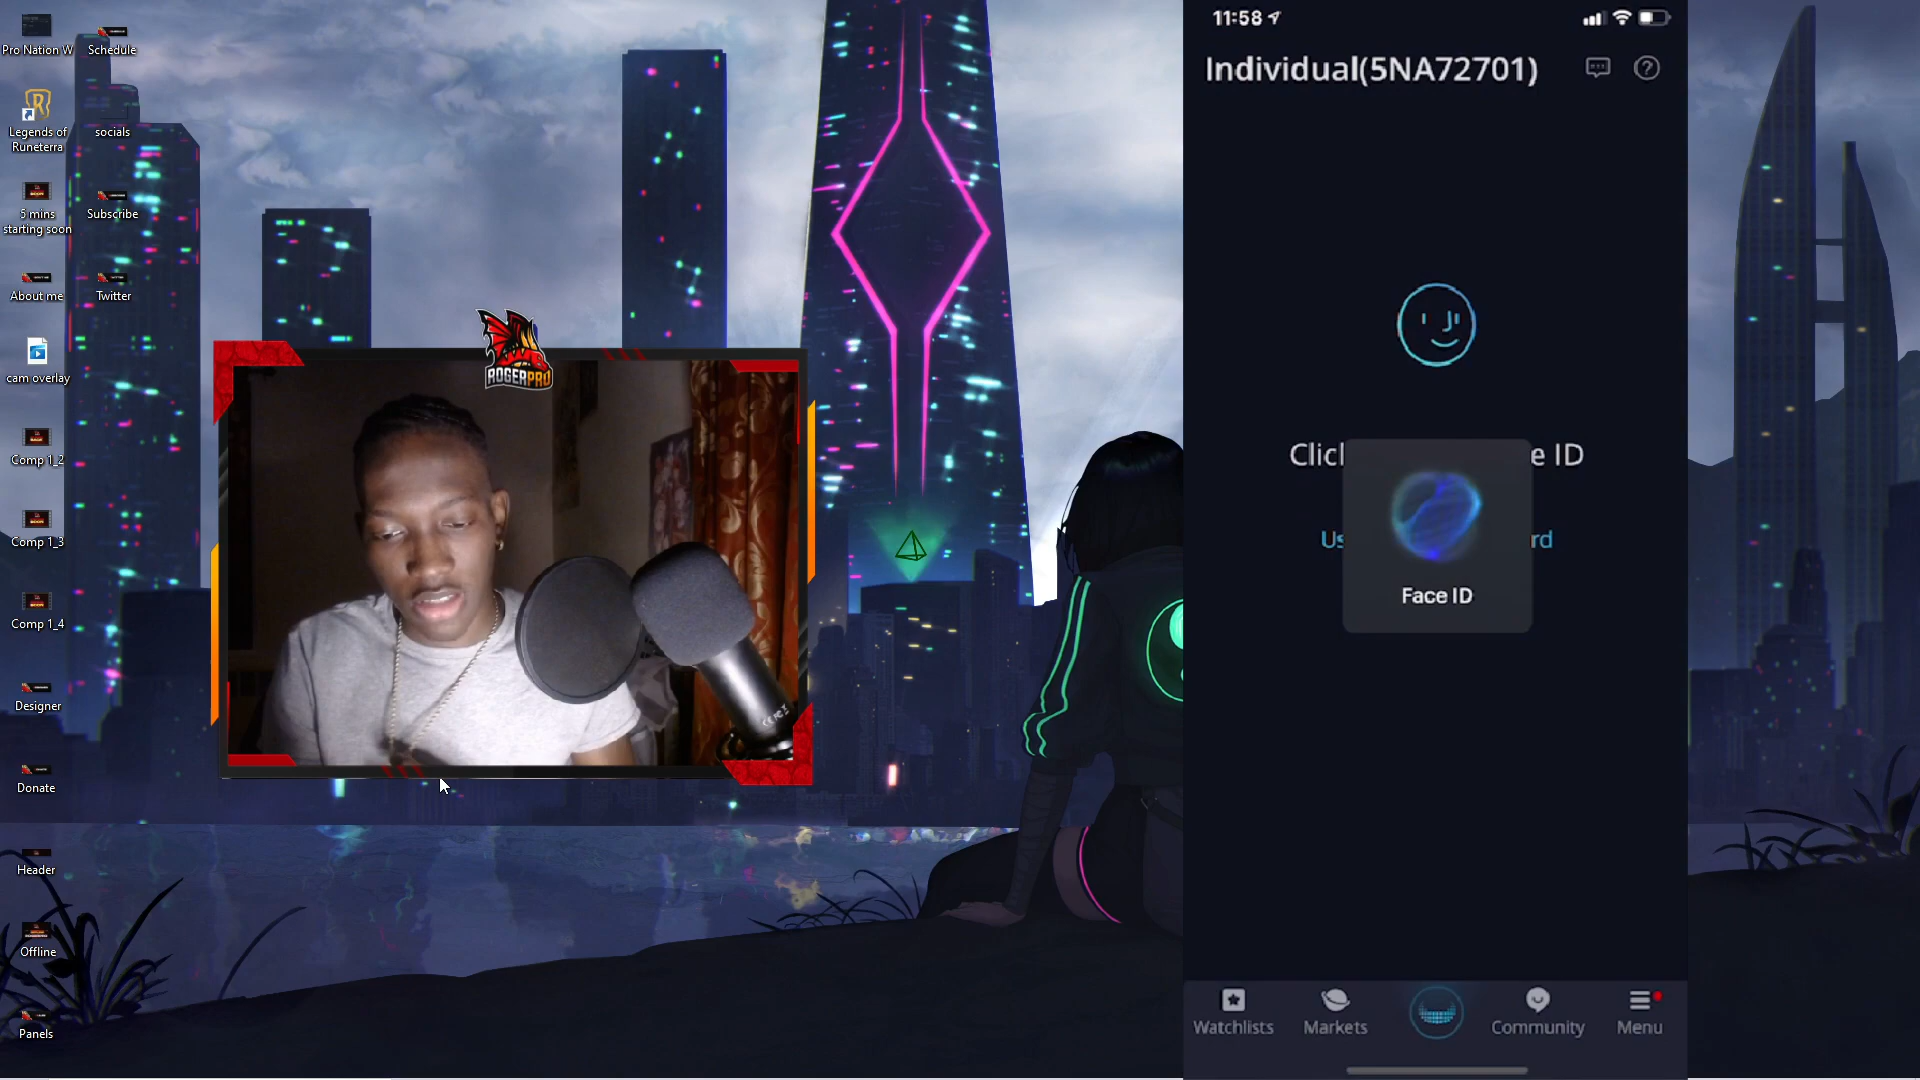 Pro Nation W
Schedule
Legends of
Runeterra
socials
5 mins
starting soon
Subscribe
About me
Twitter
cam overlay
Comp 1_2
Comp 1_3
Comp 1_4
Designer
Donate
Header
Offline
Panels
ROGERPRO
11:58
Individual(5NA72701)
Clicl
e ID
Us
rd
Face ID
Watchlists
Markets
Community
Menu